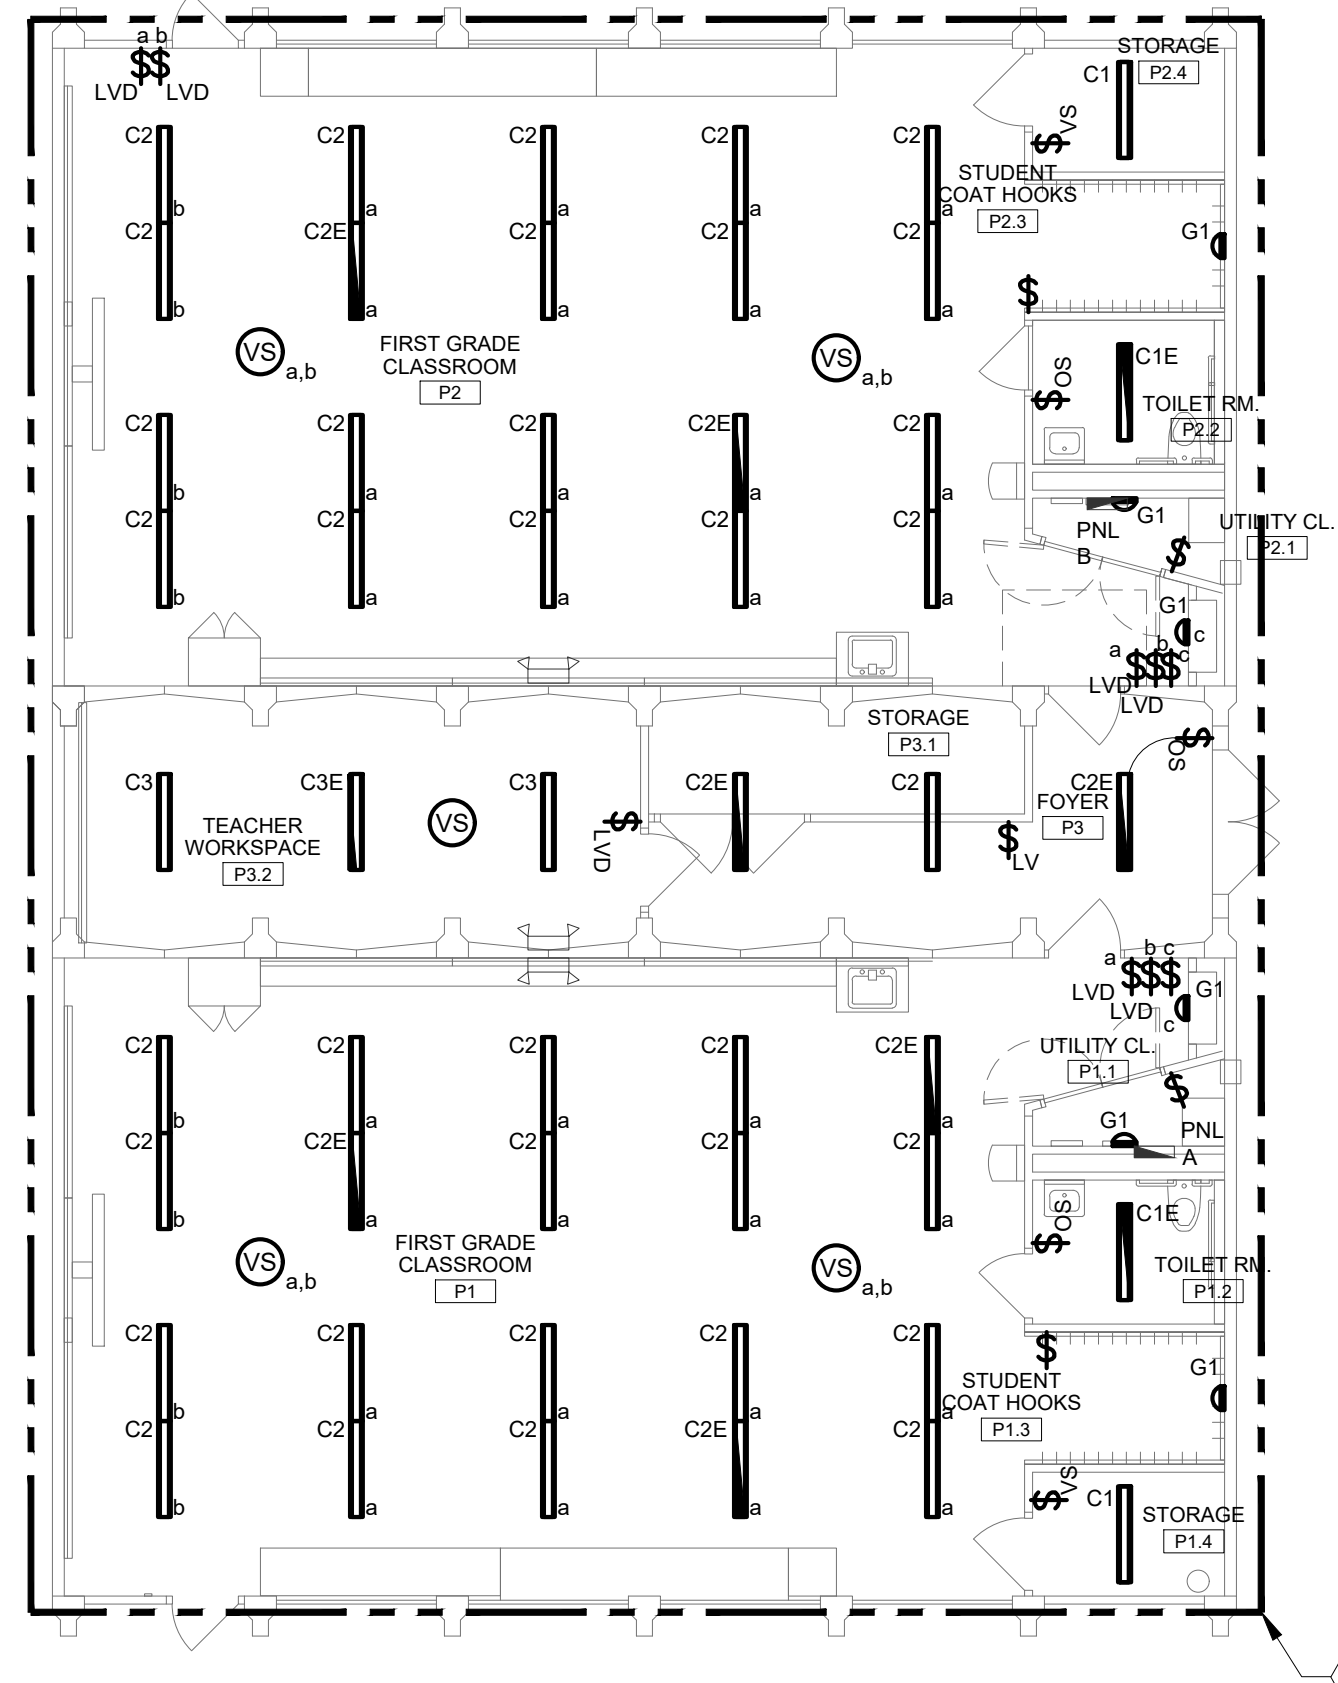 a b
$$
LVD LVD
STORAGE
C1 P2.4
$ VS
C2 C2 C2 C2 C2
b a a a a
C2 C2E C2 C2 C2
b a a a a
STUDENT
COAT HOOKS
P2.3
G1
$
VS a,b
FIRST GRADE
CLASSROOM
P2
VS a,b
C1E
$ OS
TOILET RM.
P2.2
C2 C2 C2 C2E C2
b a a a a
C2 C2 C2 C2 C2
b a a a a
G1
PNL
B
$
UTILITY CL.
P2.1
G1
c
a b c
$$$
LVD
LVD
STORAGE
P3.1
$ OS
C3 C3E C3 C2E C2 C2E
VS
TEACHER
WORKSPACE
P3.2
$ LVD
FOYER
P3
$ LV
a b c
$$$
LVD
LVD
G1
c
C2 C2 C2 C2 C2E
b a a a a
C2 C2E C2 C2 C2
b a a a a
UTILITY CL.
P1.1
$
G1
PNL
A
VS a,b
FIRST GRADE
CLASSROOM
P1
VS a,b
C1E
$ OS
TOILET RM.
P1.2
C2 C2 C2 C2 C2
b a a a a
C2 C2 C2 C2E C2
b a a a a
$
STUDENT
COAT HOOKS
P1.3
G1
$ VS
C1
STORAGE
P1.4